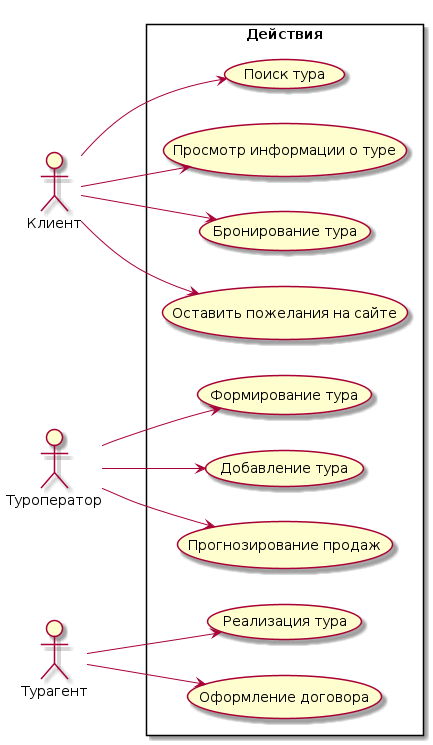 Действия
Поиск тура
Просмотр информации о туре
Клиент
Бронирование тура
Оставить пожелания на сайте
Формирование тура
Туроператор
Добавление тура
Прогнозирование продаж
Реализация тура
Турагент
Оформление договора